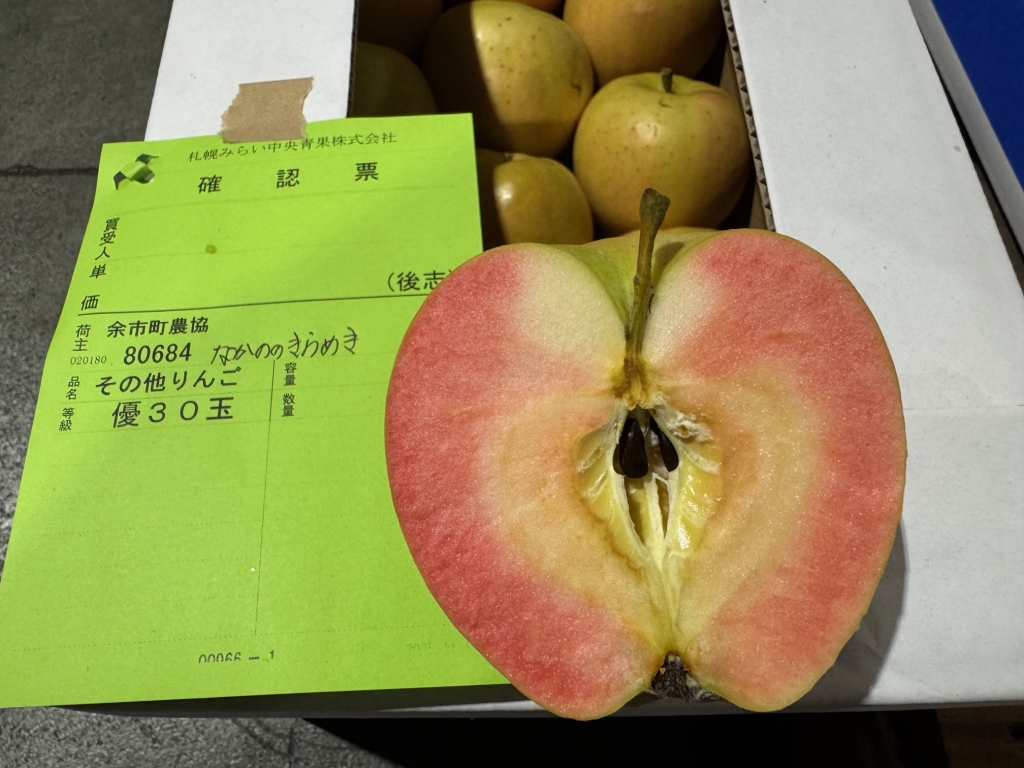 札幌みらい中央青果株式会社
確認票
買受人
単価
(後志)
荷主 余市町農協
020180 80684 なかののきらめき
品名 その他りんご
容量
等級 優30玉
数量
00066-1